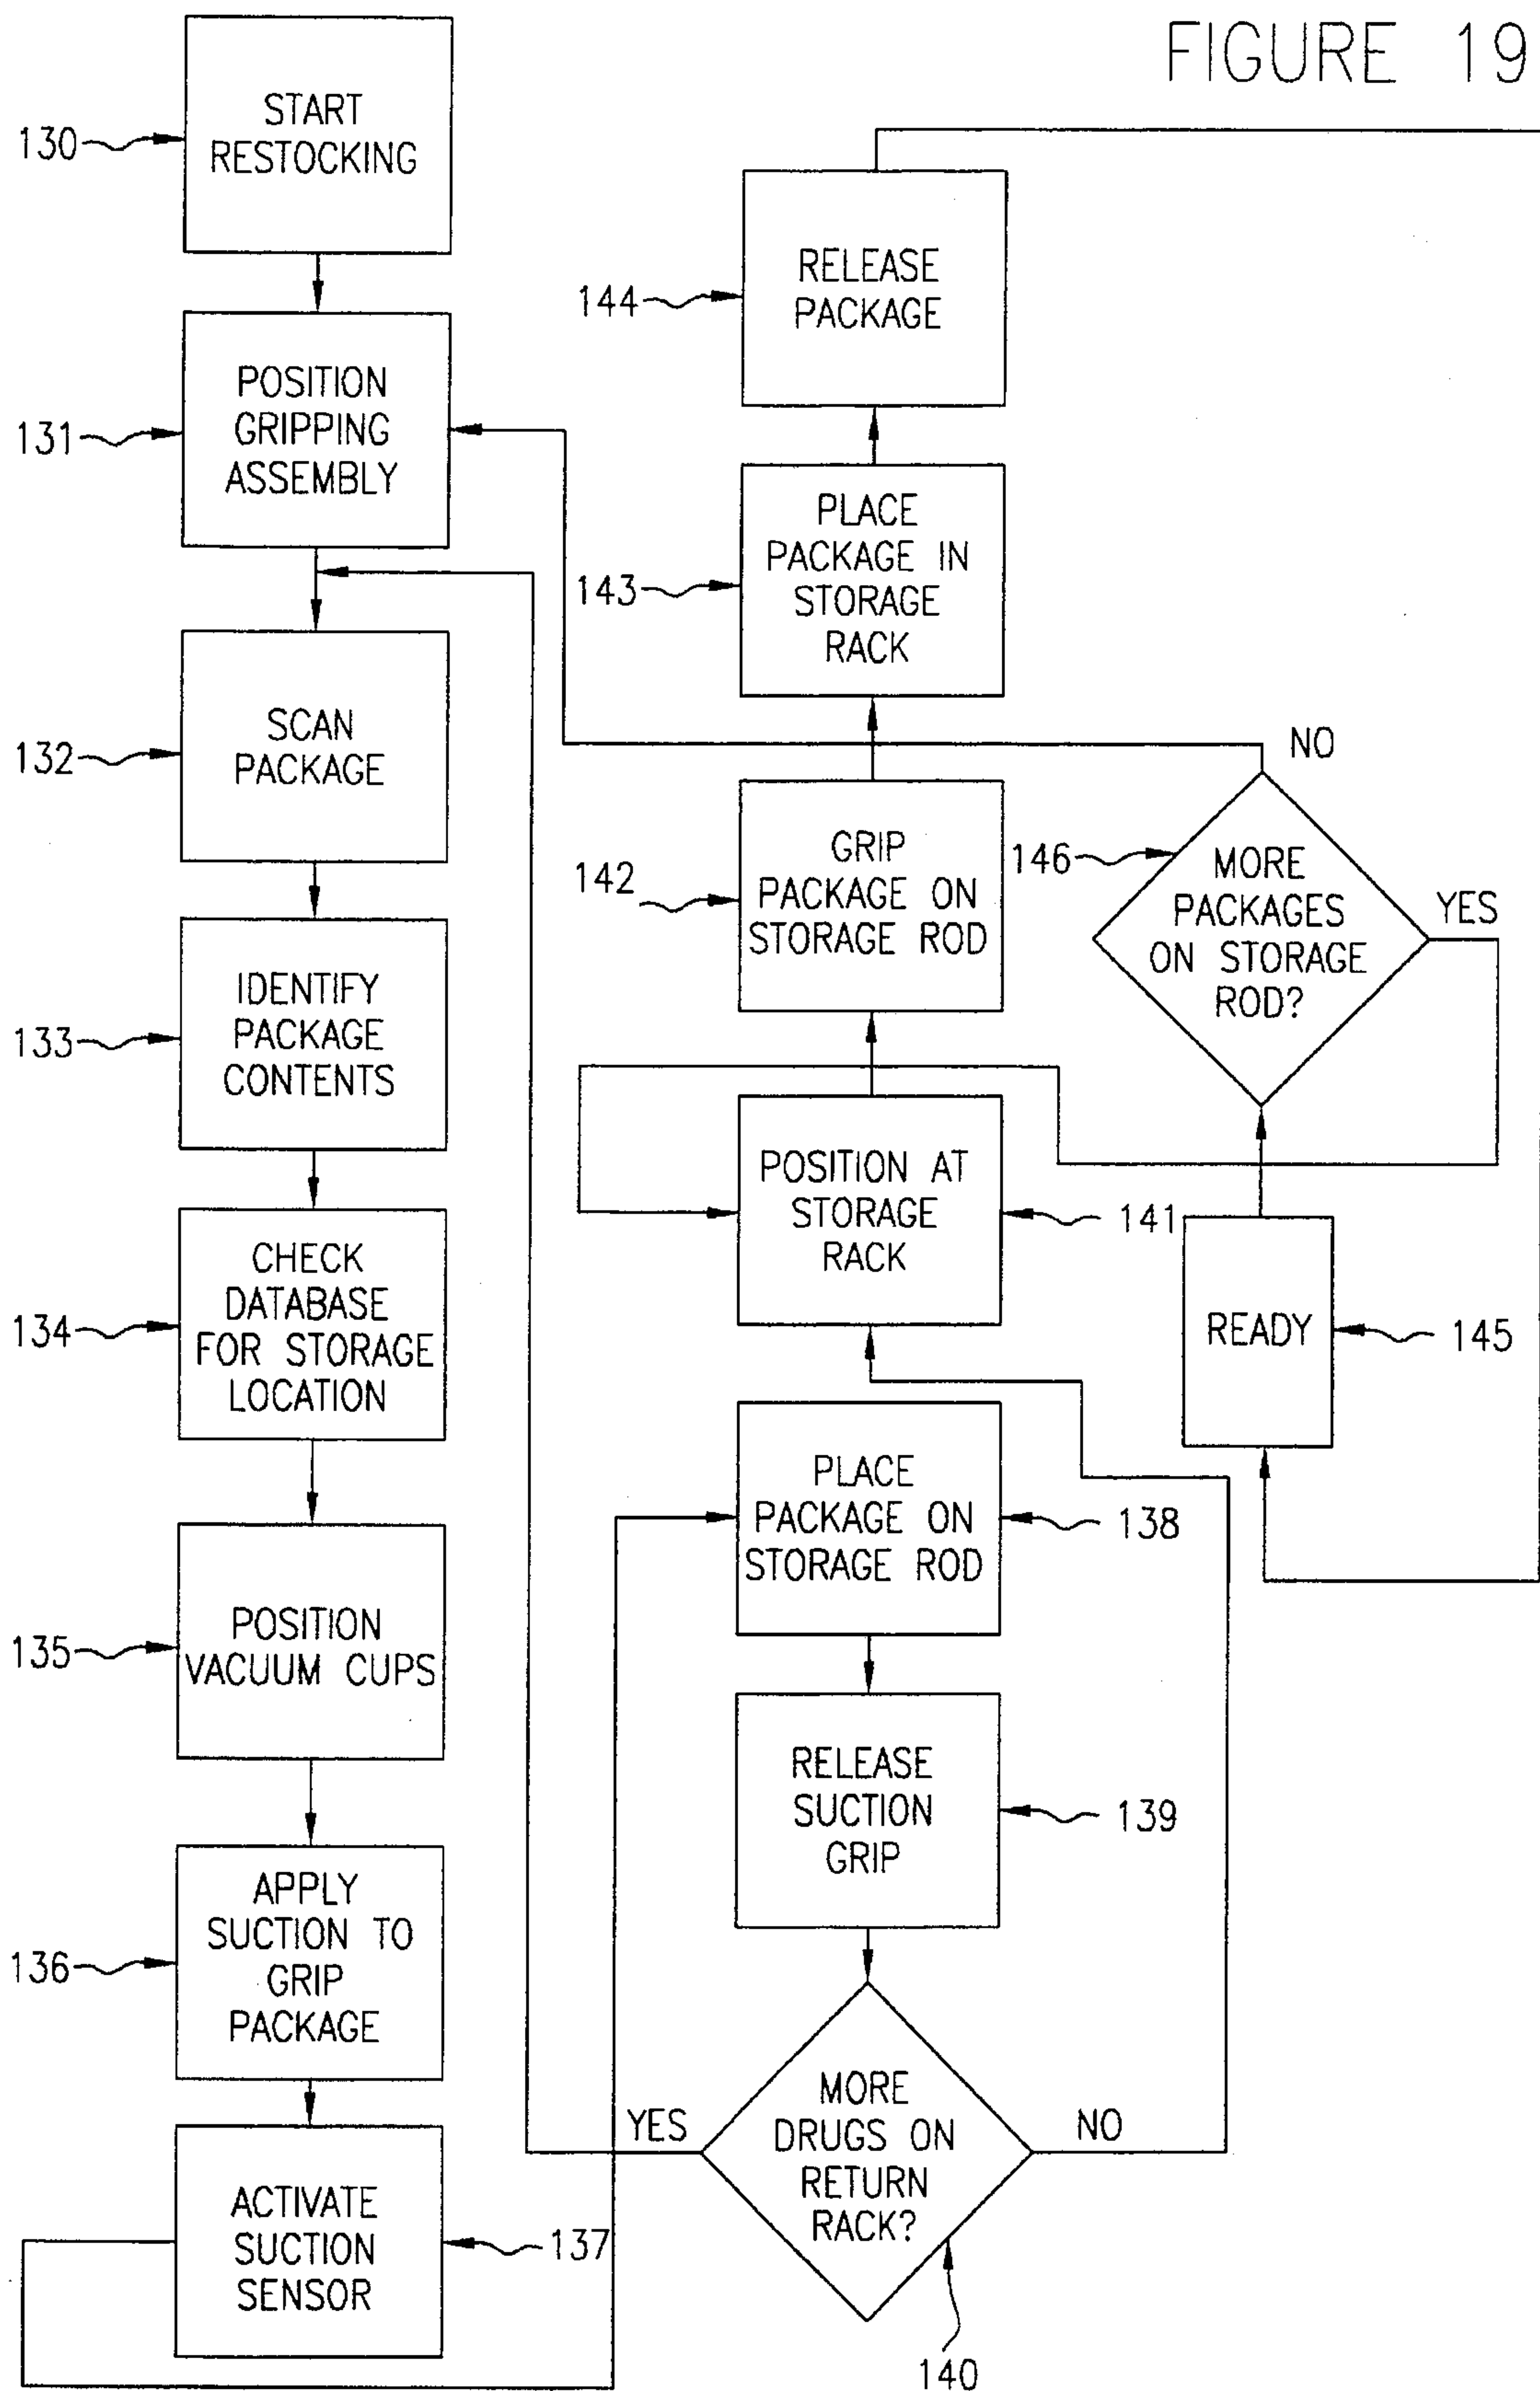 FIGURE 19
130
START
RESTOCKING
131
POSITION
GRIPPING
ASSEMBLY
132
SCAN
PACKAGE
133
IDENTIFY
PACKAGE
CONTENTS
134
CHECK
DATABASE
FOR STORAGE
LOCATION
135
POSITION
VACUUM CUPS
136
APPLY
SUCTION TO
GRIP
PACKAGE
ACTIVATE
SUCTION
SENSOR
137
144
RELEASE
PACKAGE
143
PLACE
PACKAGE IN
STORAGE
RACK
142
GRIP
PACKAGE ON
STORAGE ROD
POSITION AT
STORAGE
RACK
141
PLACE
PACKAGE ON
STORAGE ROD
138
RELEASE
SUCTION
GRIP
139
YES
MORE
DRUGS ON
RETURN
RACK?
NO
140
NO
146
MORE
PACKAGES
ON STORAGE
ROD?
YES
READY
145